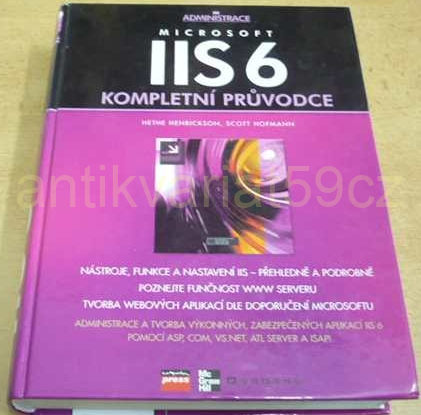 ADMINISTRACE
MICROSOFT
IIS 6
KOMPLETNÍ PRŮVODCE
HETHE HENRICKSON, SCOTT HOFMANN
antikvariat59cz
NÁSTROJE, FUNKCE A NASTAVENÍ IIS – PŘEHLEDNĚ A PODROBNĚ
POZNEJTE FUNČNOST WWW SERVERU
TVORBA WEBOVÝCH APLIKACÍ DLE DOPORUČENÍ MICROSOFTU
ADMINISTRACE A TVORBA VÝKONNÝCH, ZABEZPEČENÝCH APLIKACÍ IIS 6
POMOCÍ ASP, COM, VS.NET, ATL SERVER A ISAPI
press
Mc
Graw
Hill